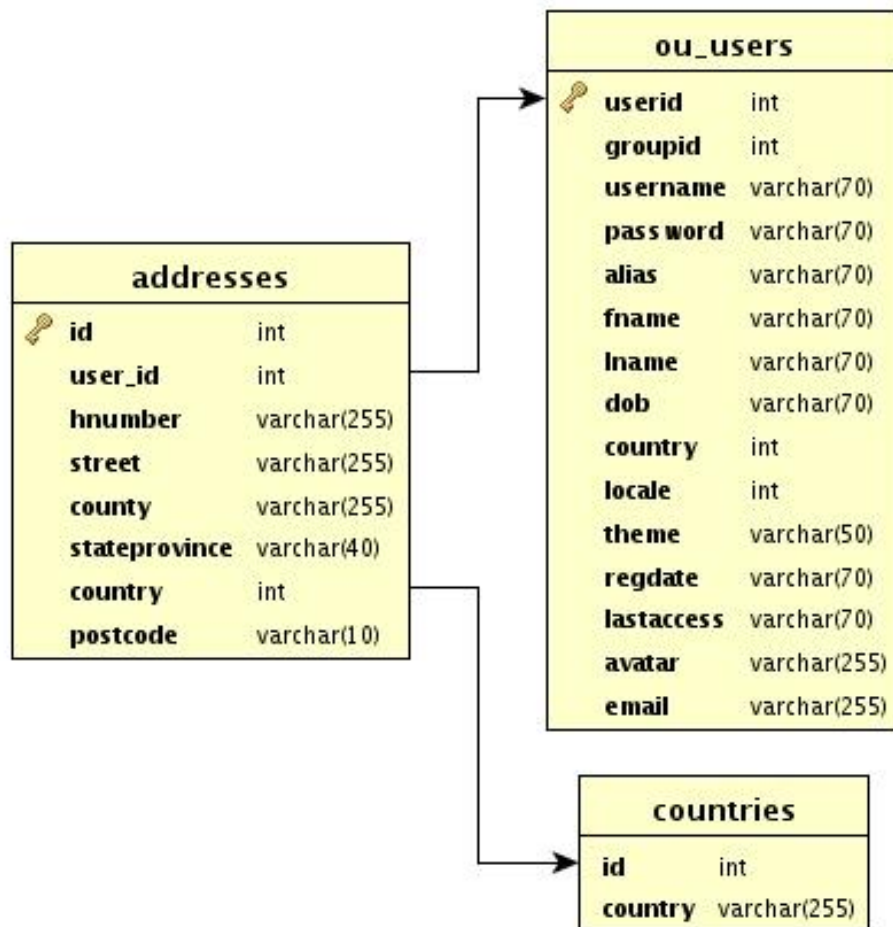 ou_users
userid int
groupid int
username varchar(70)
password varchar(70)
alias varchar(70)
fname varchar(70)
lname varchar(70)
dob varchar(70)
country int
locale int
theme varchar(50)
regdate varchar(70)
lastaccess varchar(70)
avatar varchar(255)
email varchar(255)
addresses
id int
user_id int
hnumber varchar(255)
street varchar(255)
county varchar(255)
stateprovince varchar(40)
country int
postcode varchar(10)
countries
id int
country varchar(255)